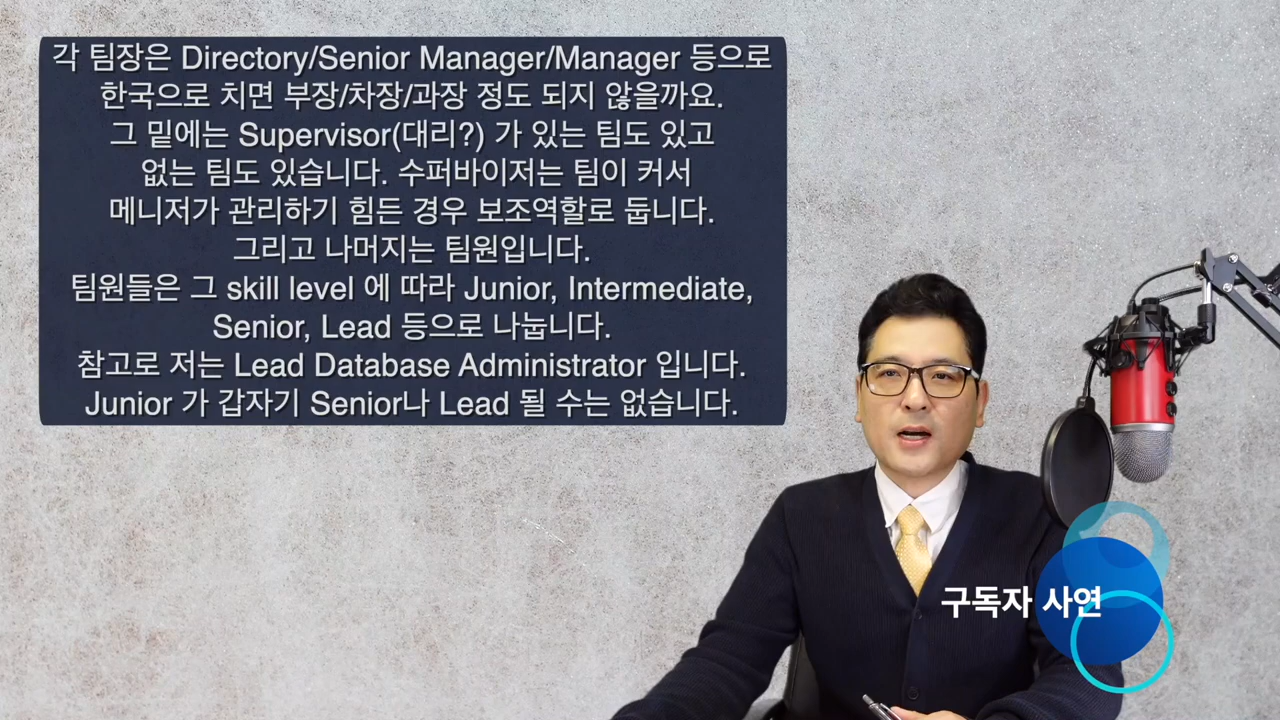 각 팀장은 Directory/Senior Manager/Manager 등으로
한국으로 치면 부장/차장/과장 정도 되지 않을까요.
그 밑에는 Supervisor(대리?) 가 있는 팀도 있고
없는 팀도 있습니다. 수퍼바이저는 팀이 커서
메니저가 관리하기 힘든 경우 보조역할로 둡니다.
그리고 나머지는 팀원입니다.
팀원들은 그 skill level 에 따라 Junior, Intermediate,
Senior, Lead 등으로 나눕니다.
참고로 저는 Lead Database Administrator 입니다.
Junior 가 갑자기 Senior나 Lead 될 수는 없습니다.
구독자 사연